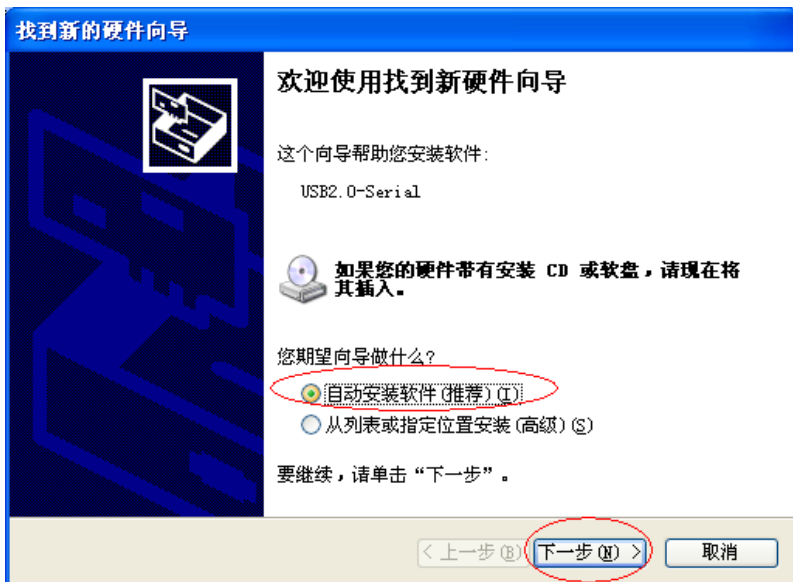 找到新的硬件向导
欢迎使用找到新硬件向导
这个向导帮助您安装软件:
USB2.0-Serial
如果您的硬件带有安装 CD 或软盘，请现在将
其插入。
您期望向导做什么?
自动安装软件(推荐)(I)
从列表或指定位置安装(高级)(S)
要继续，请单击“下一步”。
< 上一步(B) 下一步(N) > 取消